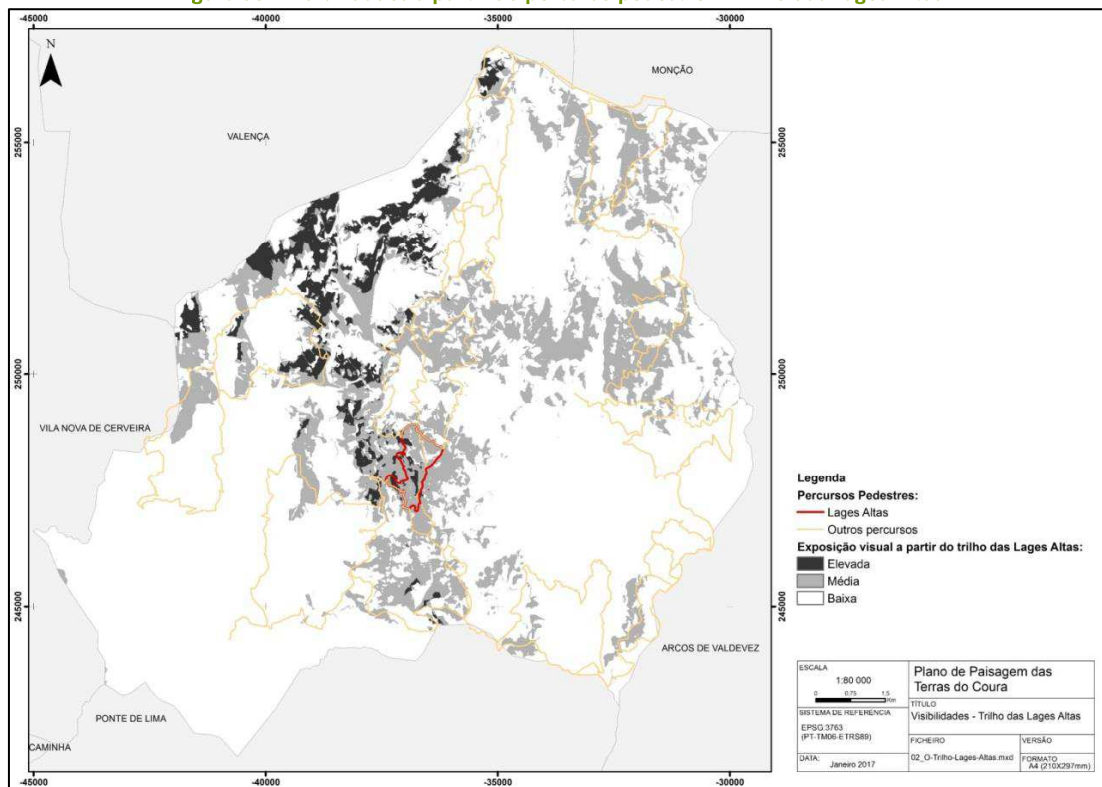 -45000
-40000
-35000
-30000
N
MONÇÃO
VALENÇA
255000
255000
250000
250000
VILA NOVA DE CERVEIRA
245000
245000
ARCOS DE VALDEVEZ
PONTE DE LIMA
CAMINHA
-45000
-40000
-35000
-30000
Legenda
Percursos Pedestres:
Lages Altas
Outros percursos
Exposição visual a partir do trilho das Lages Altas:
Elevada
Média
Baixa
ESCALA
1:80 000
0 0,75 1,5
Km
SISTEMA DE REFERÊNCIA
EPSG:3763
(PT-TM06-ETRS89)
DATA:
Janeiro 2017
Plano de Paisagem das
Terras do Coura
TÍTULO
Visibilidades - Trilho das Lages Altas
FICHEIRO
02_O-Trilho-Lages-Altas.mxd
VERSÃO
FORMATO
A4 (210X297mm)